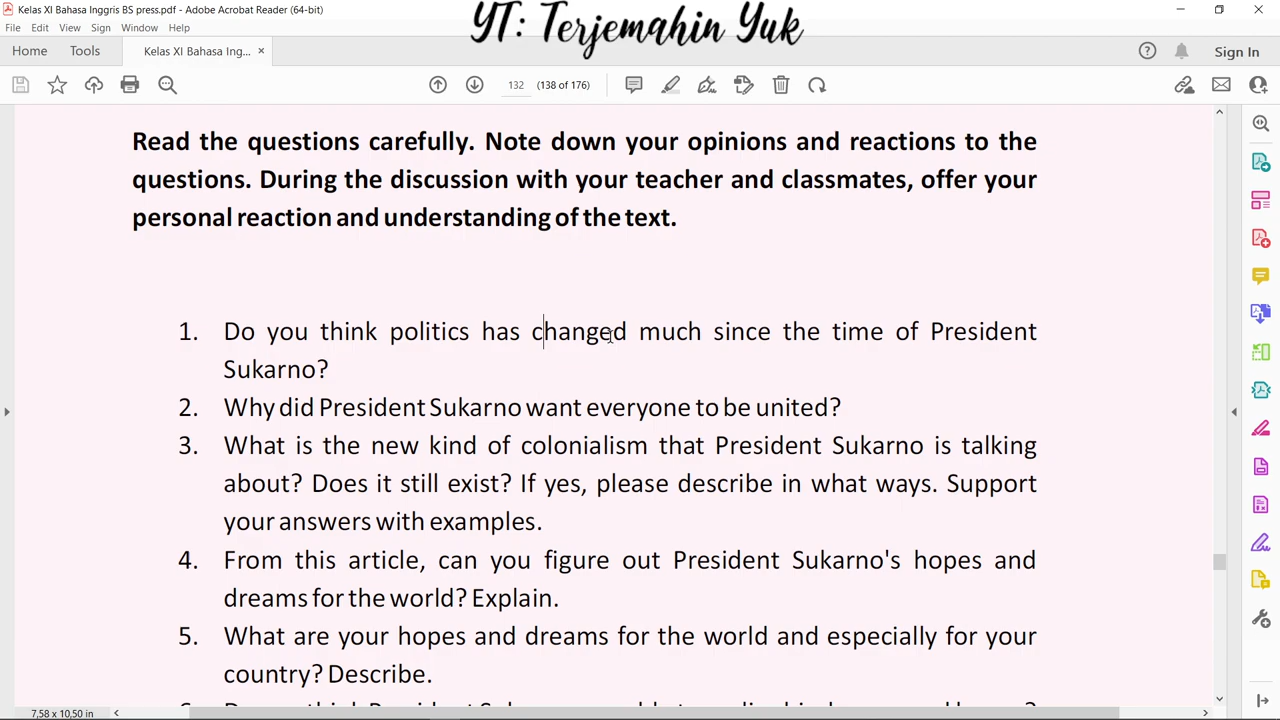 Kelas XI Bahasa Inggris BS press.pdf - Adobe Acrobat Reader (64-bit)
YT: Terjemahin Yuk
File Edit View Sign Window Help
Home Tools Kelas XI Bahasa Ing... × Sign In
132 (138 of 176)
Read the questions carefully. Note down your opinions and reactions to the
questions. During the discussion with your teacher and classmates, offer your
personal reaction and understanding of the text.
1. Do you think politics has changed much since the time of President
Sukarno?
2. Why did President Sukarno want everyone to be united?
3. What is the new kind of colonialism that President Sukarno is talking
about? Does it still exist? If yes, please describe in what ways. Support
your answers with examples.
4. From this article, can you figure out President Sukarno's hopes and
dreams for the world? Explain.
5. What are your hopes and dreams for the world and especially for your
country? Describe.
7,58 x 10,50 in